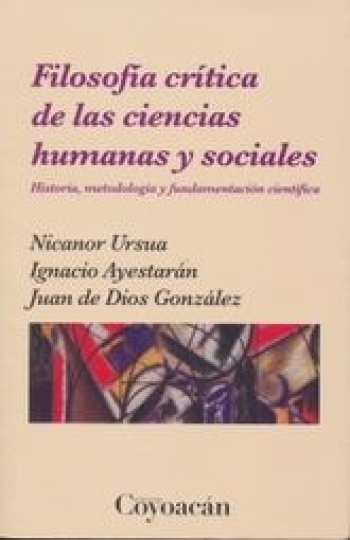 Filosofía crítica
de las ciencias
humanas y sociales
Historia, metodología y fundamentación científica
Nicanor Ursua
Ignacio Ayestarán
Juan de Dios González
Coyoacán